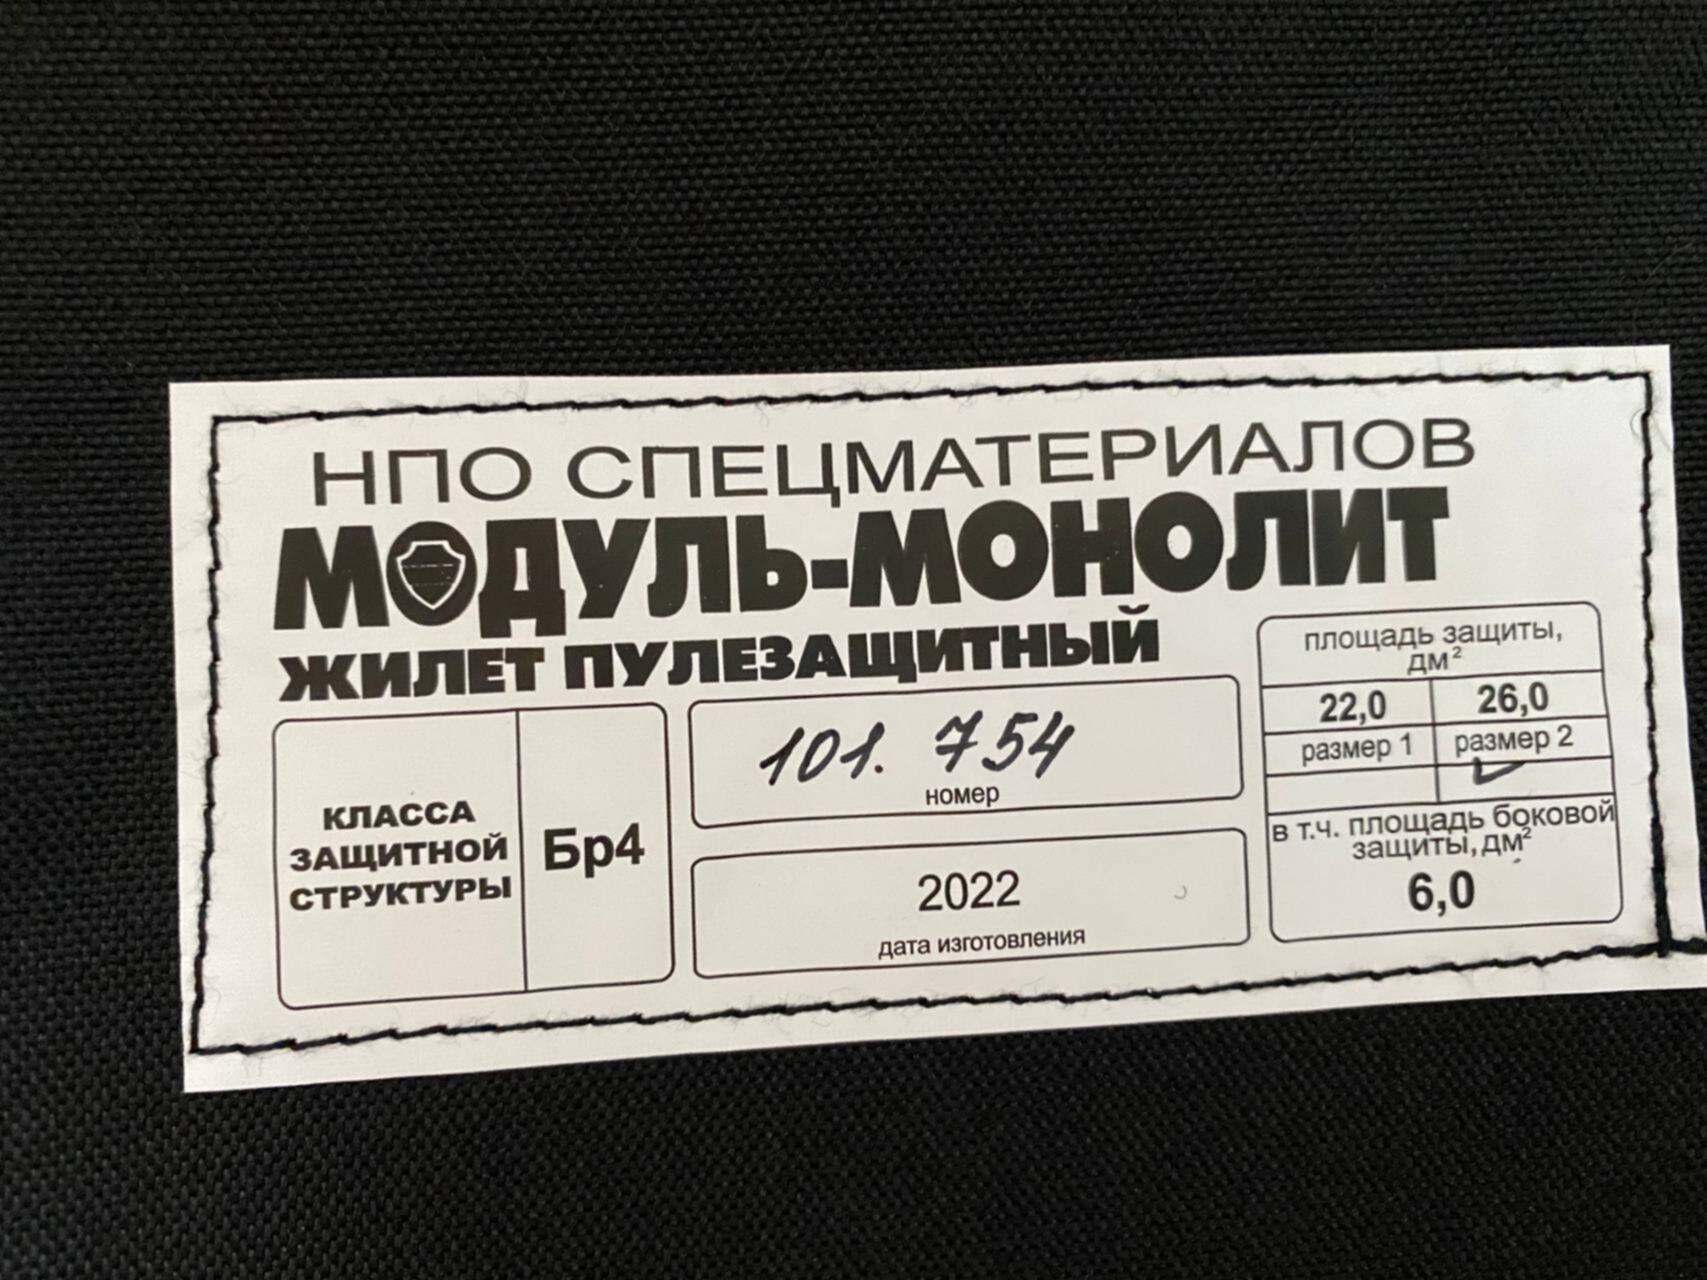 НПО СПЕЦМАТЕРИАЛОВ
МОДУЛЬ-МОНОЛИТ
ЖИЛЕТ ПУЛЕЗАЩИТНЫЙ
КЛАССА
ЗАЩИТНОЙ
СТРУКТУРЫ
Бр4
101. 754
номер
2022
дата изготовления
площадь защиты,
дм²
22,0 26,0
размер 1 размер 2
в т.ч. площадь боковой
защиты, дм²
6,0